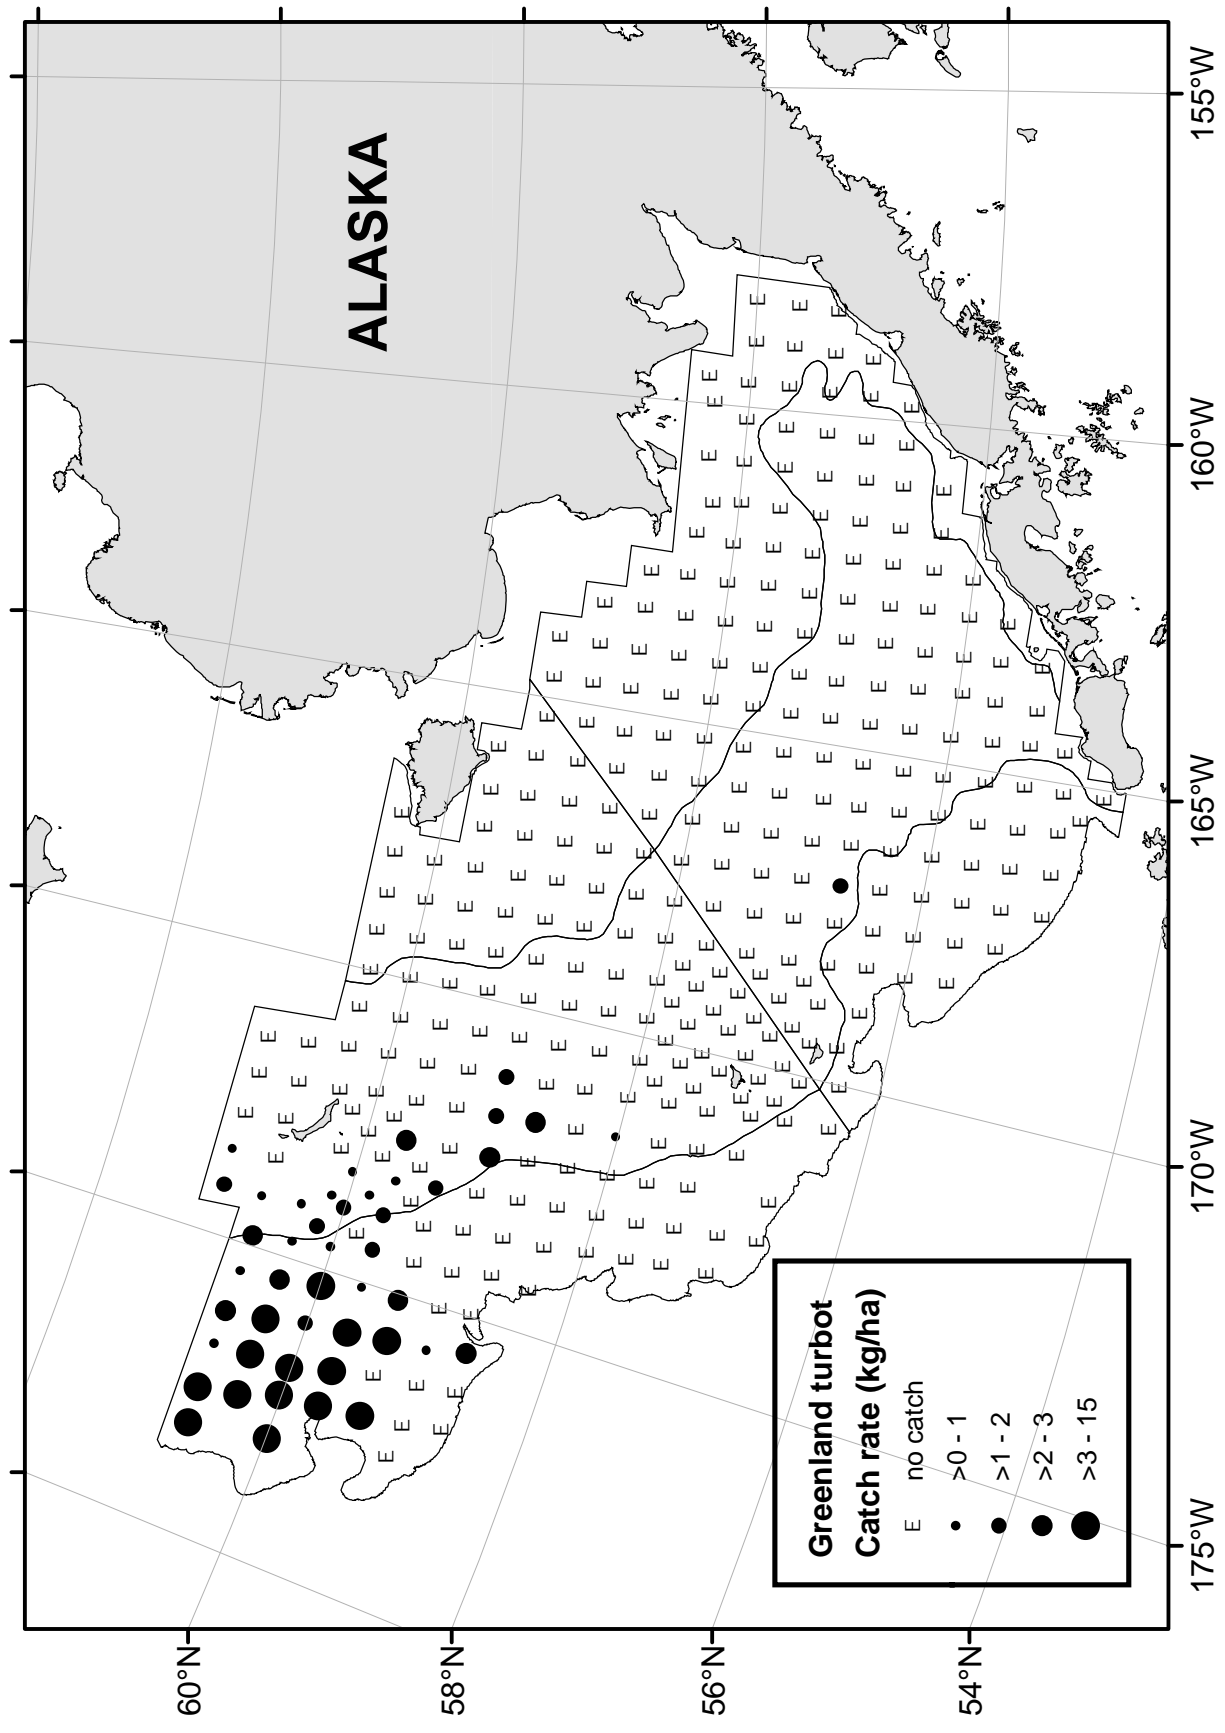 ALASKA
60°N
58°N
56°N
54°N
Greenland turbot
Catch rate (kg/ha)
E no catch
>0 - 1
>1 - 2
>2 - 3
>3 - 15
175°W
170°W
165°W
160°W
155°W